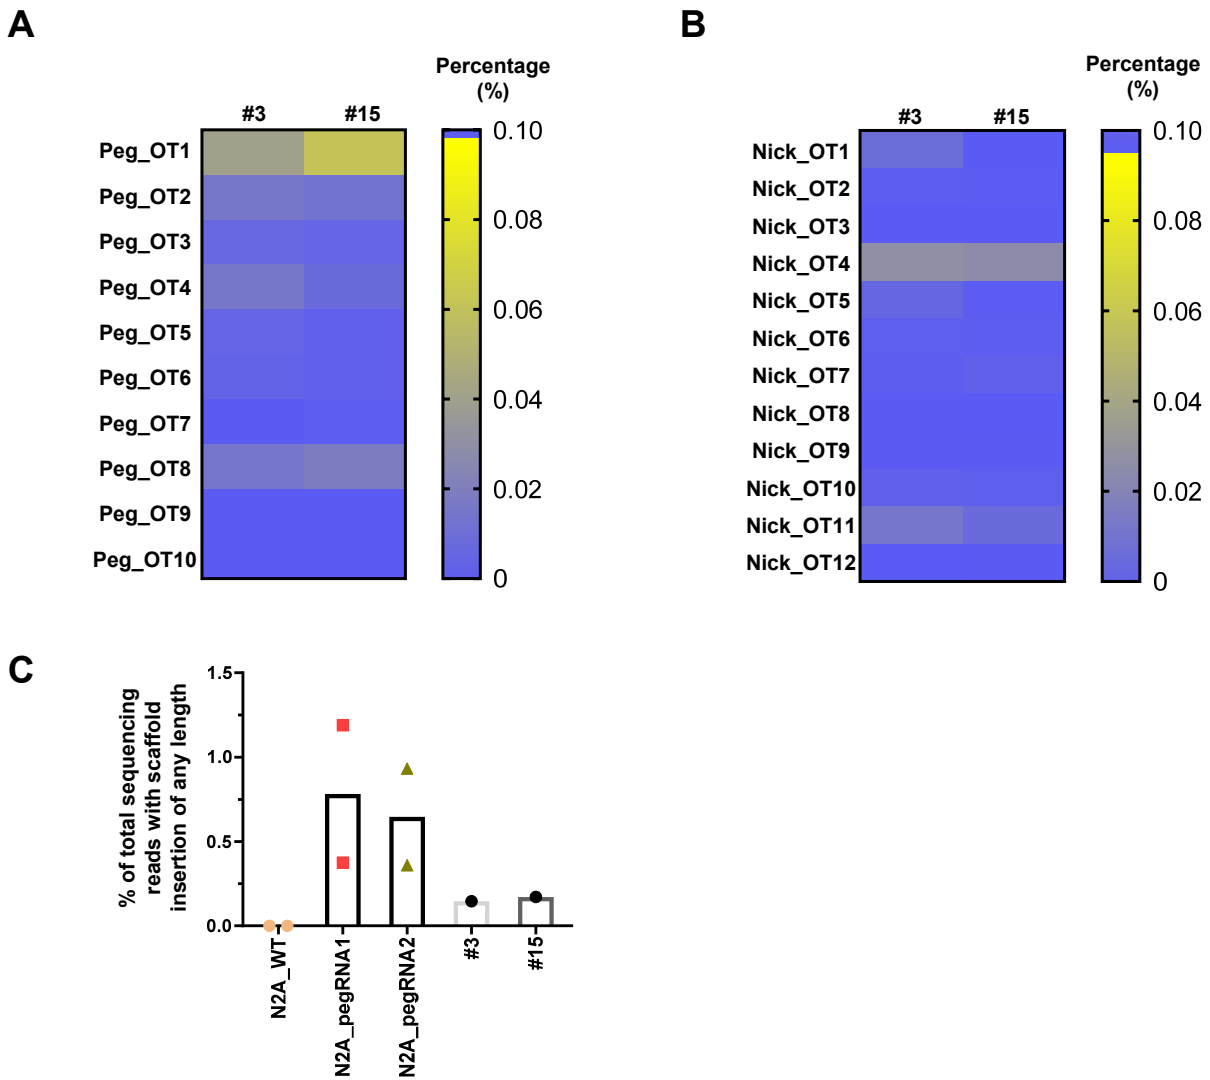 A
Percentage
(%)
#3 #15
Peg_OT1
Peg_OT2
Peg_OT3
Peg_OT4
Peg_OT5
Peg_OT6
Peg_OT7
Peg_OT8
Peg_OT9
Peg_OT10
0.10
0.08
0.06
0.04
0.02
0
B
Percentage
(%)
#3 #15
Nick_OT1
Nick_OT2
Nick_OT3
Nick_OT4
Nick_OT5
Nick_OT6
Nick_OT7
Nick_OT8
Nick_OT9
Nick_OT10
Nick_OT11
Nick_OT12
0.10
0.08
0.06
0.04
0.02
0
C
% of total sequencing
reads with scaffold
insertion of any length
1.5
1.0
0.5
0.0
N2A_WT
N2A_pegRNA1
N2A_pegRNA2
#3
#15